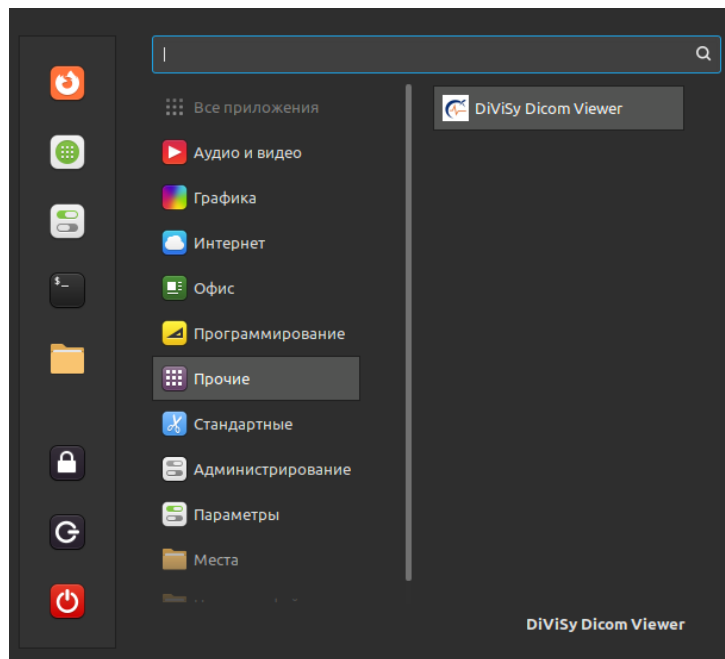 Все приложения
Аудио и видео
Графика
Интернет
Офис
Программирование
Прочие
Стандартные
Администрирование
Параметры
Места
DiViSy Dicom Viewer
DiViSy Dicom Viewer